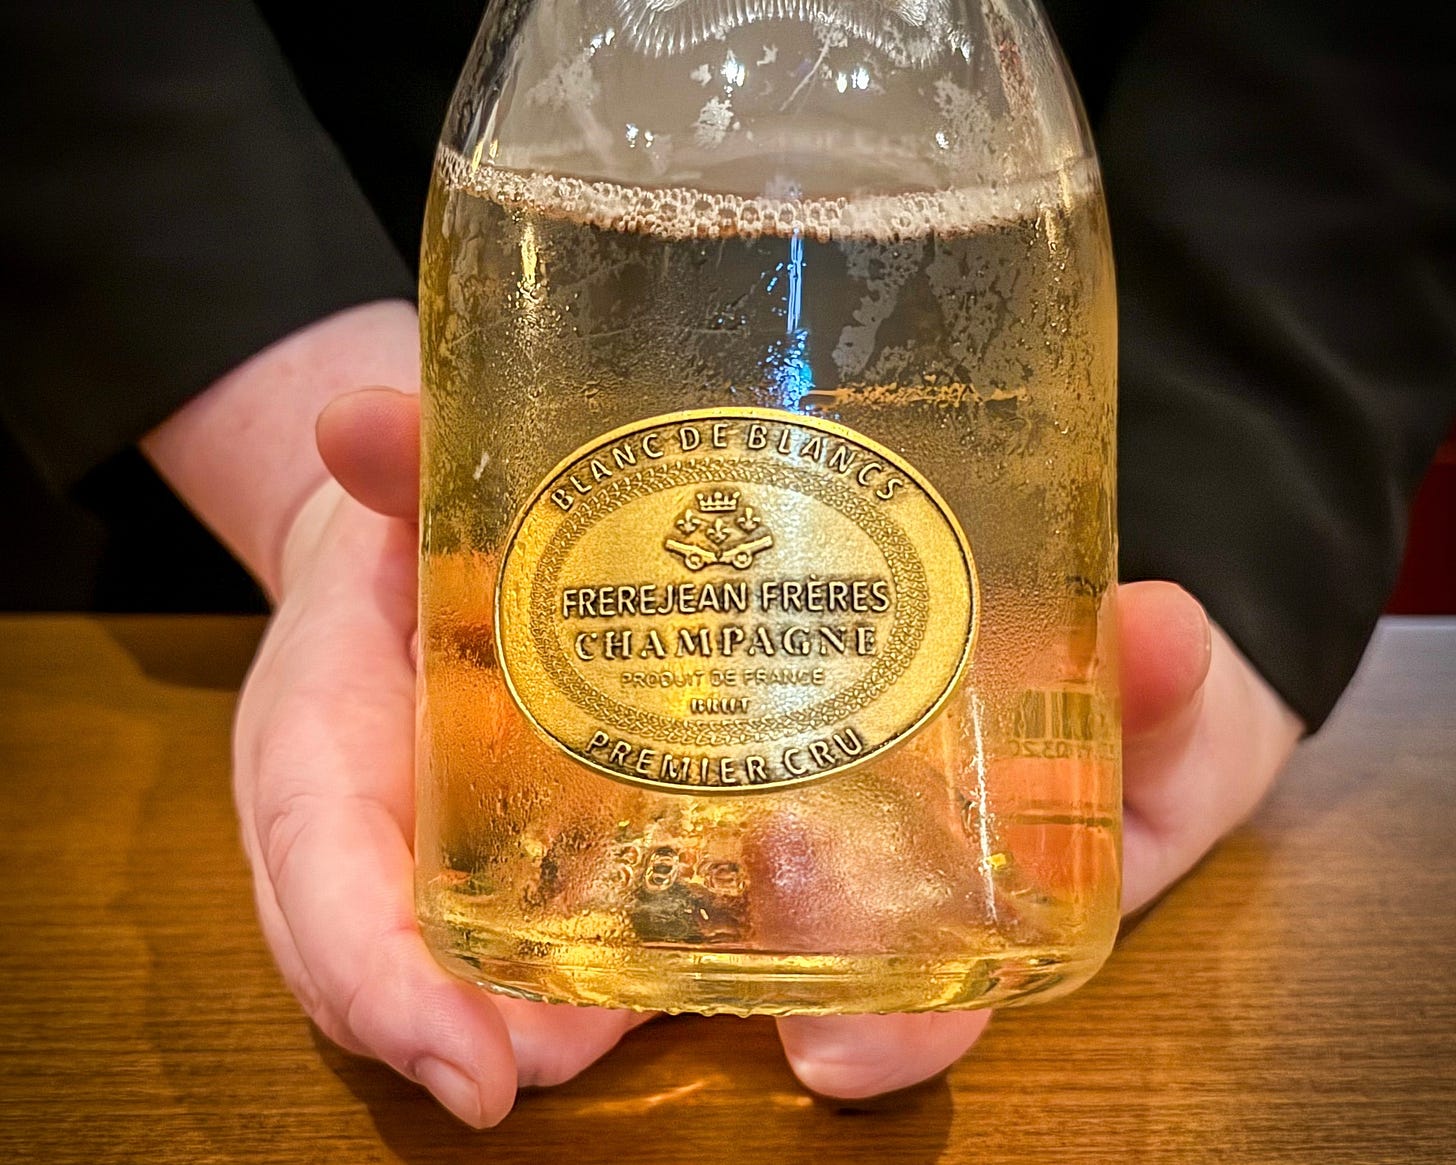 BLANC DE BLANCS
FREREJEAN FRÈRES
CHAMPAGNE
PRODUIT DE FRANCE
BRUT
PREMIER CRU